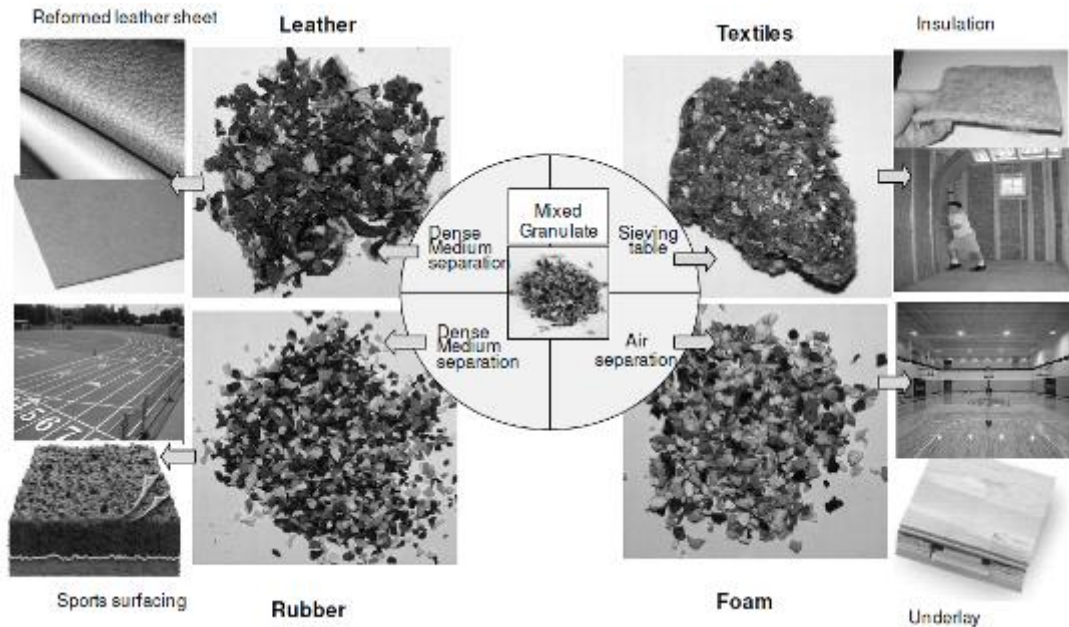 Reformed leather sheet
Leather
Textiles
Insulation
Mixed
Granulate
Dense
Medium
separation
Sieving
table
Dense
Medium
separation
Air
separation
Sports surfacing
Rubber
Foam
Underlay